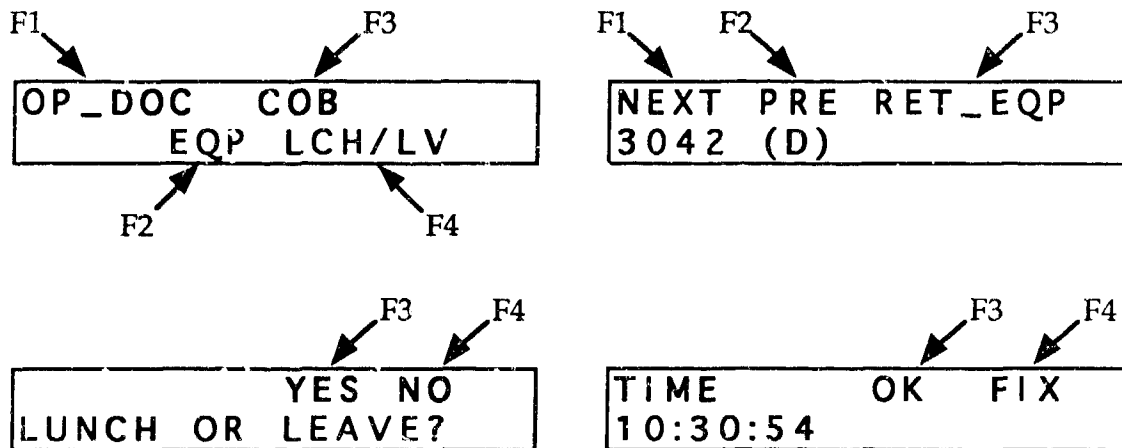 F1 F3
OP_DOC COB
EQP LCH/LV
F2 F4
F1 F2 F3
NEXT PRE RET_EQP
3042 (D)
F3 F4
YES NO
LUNCH OR LEAVE?
F3 F4
TIME OK FIX
10:30:54